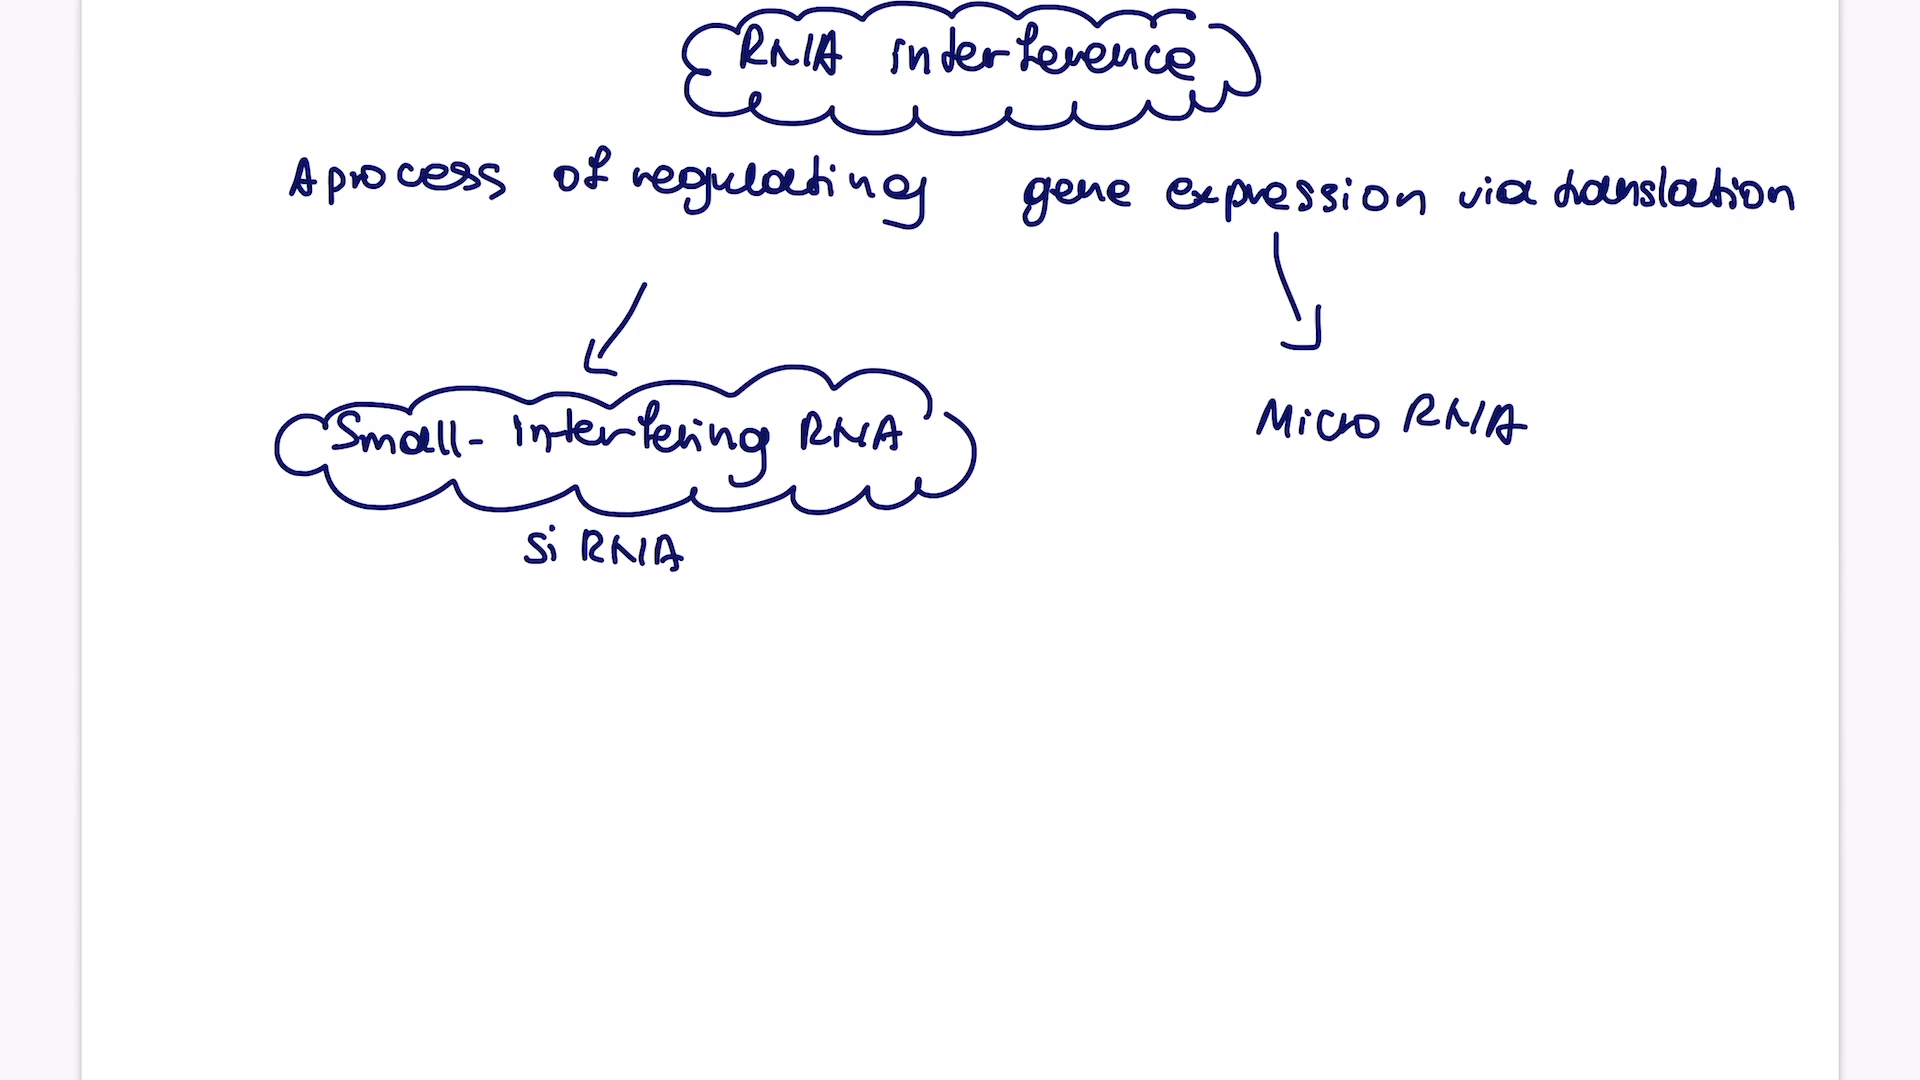 RNA interference
A process of regulating gene expression via translation
Small-Interfering RNA
Micro RNA
Si RNA